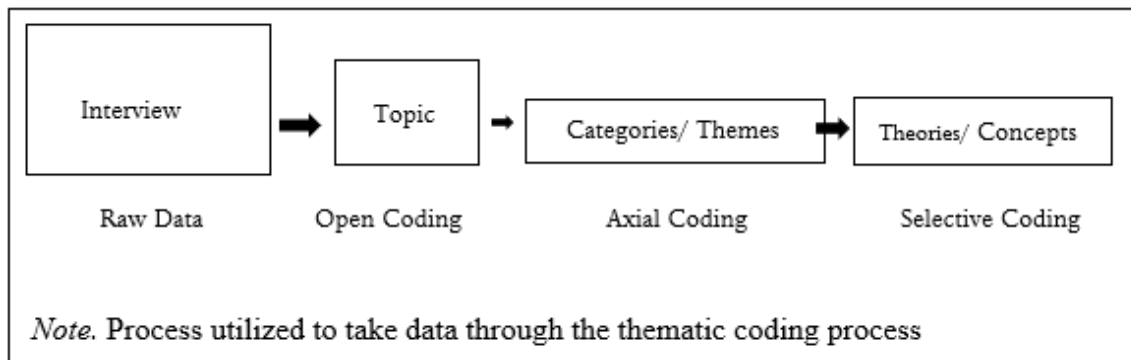 Interview
Topic
Categories/ Themes
Theories/ Concepts
Raw Data
Open Coding
Axial Coding
Selective Coding
Note. Process utilized to take data through the thematic coding process